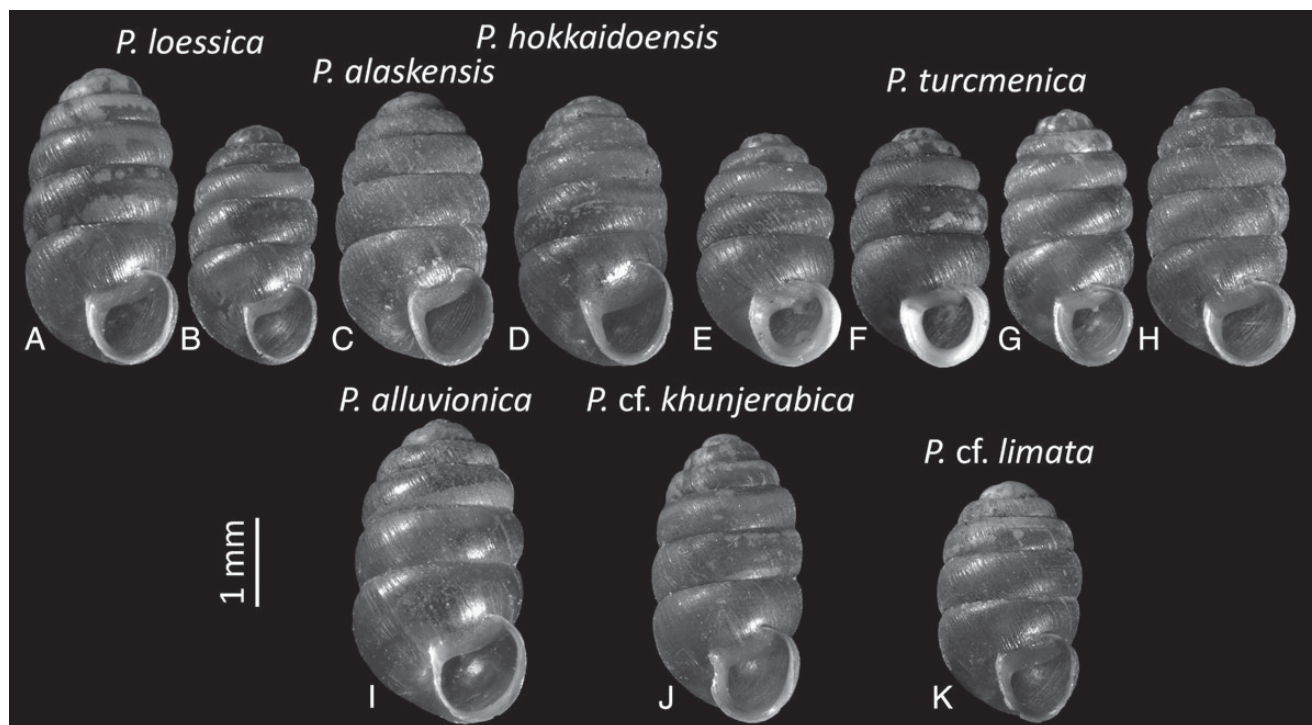 P. hokkaidoensis
P. loessica
P. alaskensis
P. turcmenica
A B C D E F G H
P. alluvionica
P. cf. khunjerabica
P. cf. limata
1 mm
I J K